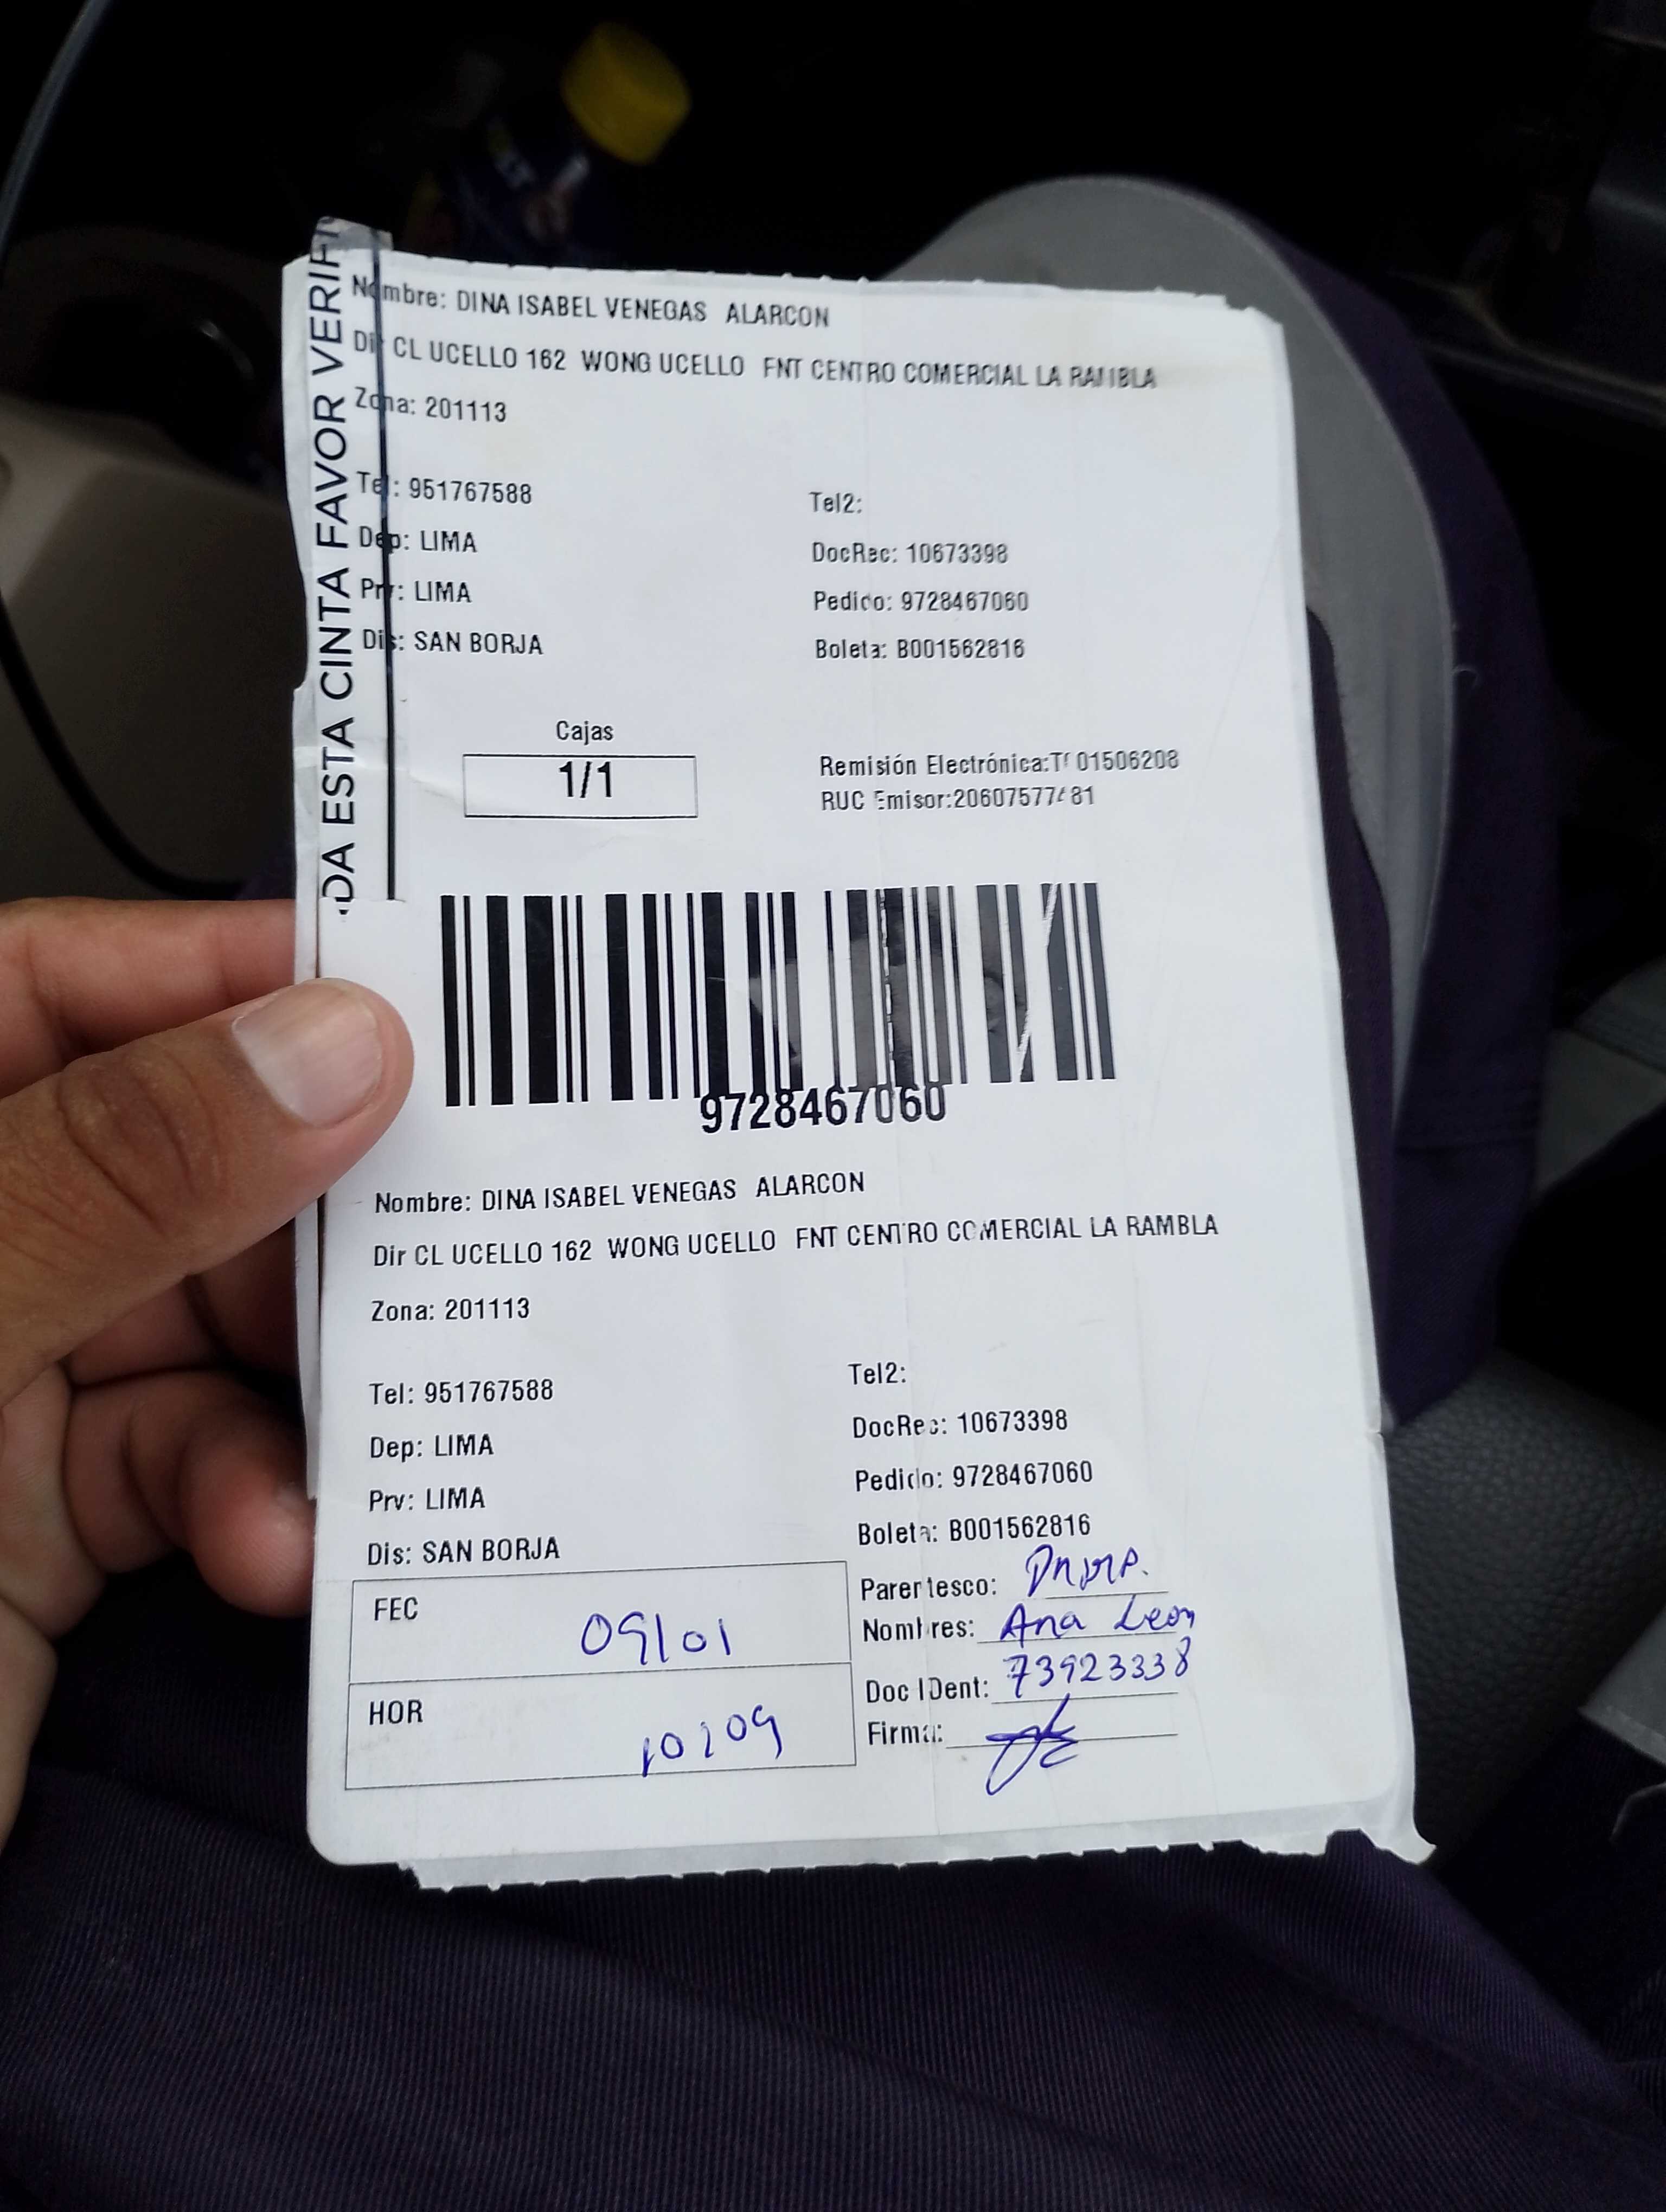 DA ESTA CINTA FAVOR VERIFI
Nombre: DINA ISABEL VENEGAS ALARCON
Dir CL UCELLO 162 WONG UCELLO FNT CENTRO COMERCIAL LA RAMBLA
Zona: 201113
Tel: 951767588 Tel2:
Dep: LIMA DocRec: 10673398
Prv: LIMA Pedido: 9728467060
Dis: SAN BORJA Boleta: B001562816
Cajas
1/1
Remisión Electrónica:T 01506208
RUC Emisor:20607577481
9728467060
Nombre: DINA ISABEL VENEGAS ALARCON
Dir CL UCELLO 162 WONG UCELLO FNT CENTRO COMERCIAL LA RAMBLA
Zona: 201113
Tel: 951767588 Tel2:
Dep: LIMA DocRec: 10673398
Prv: LIMA Pedido: 9728467060
Dis: SAN BORJA Boleta: B001562816
FEC 09/01 Parentesco:
Nombres: Ana Leon
Doc IDent: 73923338
HOR 10:09 Firma: